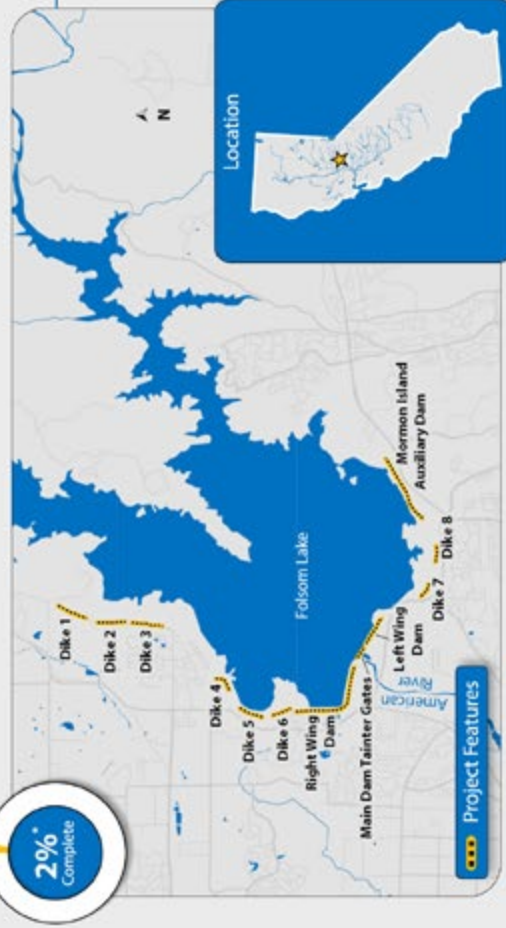 2%*
Complete
Dike 1
Dike 2
Dike 3
Dike 4
Dike 5
Dike 6
Right Wing
Dam
Main Dam Tainter Gates
American
River
Left Wing
Dam
Dike 7
Dike 8
Mormon Island
Auxiliary Dam
Folsom Lake
N
Location
Project Features